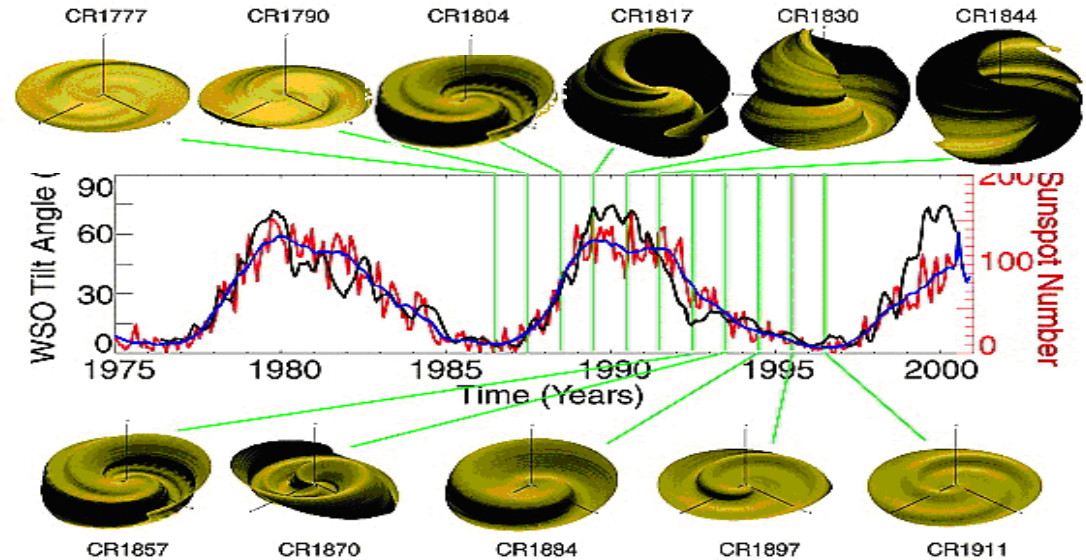 CR1777 CR1790 CR1804 CR1817 CR1830 CR1844
WSO Tilt Angle (
90
60
30
0
200
100
0
Sunspot Number
1975 1980 1985 1990 1995 2000
Time (Years)
CR1857 CR1870 CR1884 CR1897 CR1911